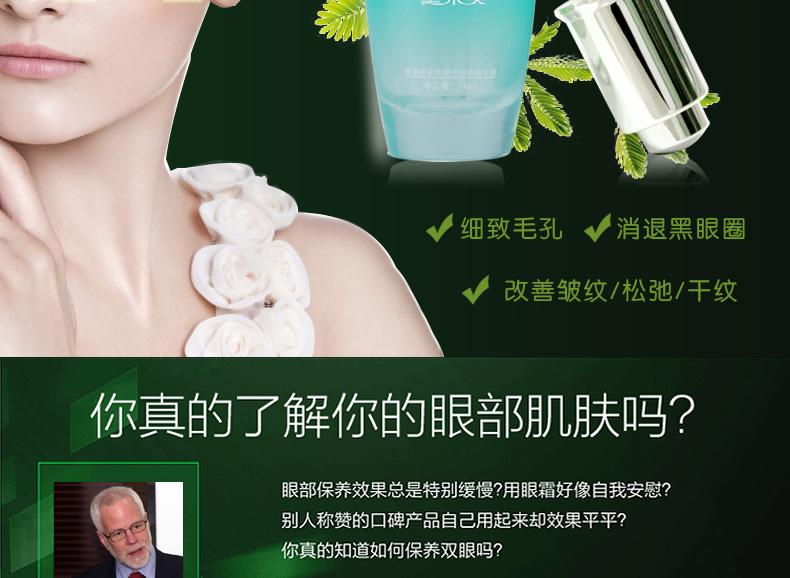 细致毛孔 消退黑眼圈
改善皱纹/松弛/干纹
你真的了解你的眼部肌肤吗?
眼部保养效果总是特别缓慢?用眼霜好像自我安慰?
别人称赞的口碑产品自己用起来却效果平平?
你真的知道如何保养双眼吗?